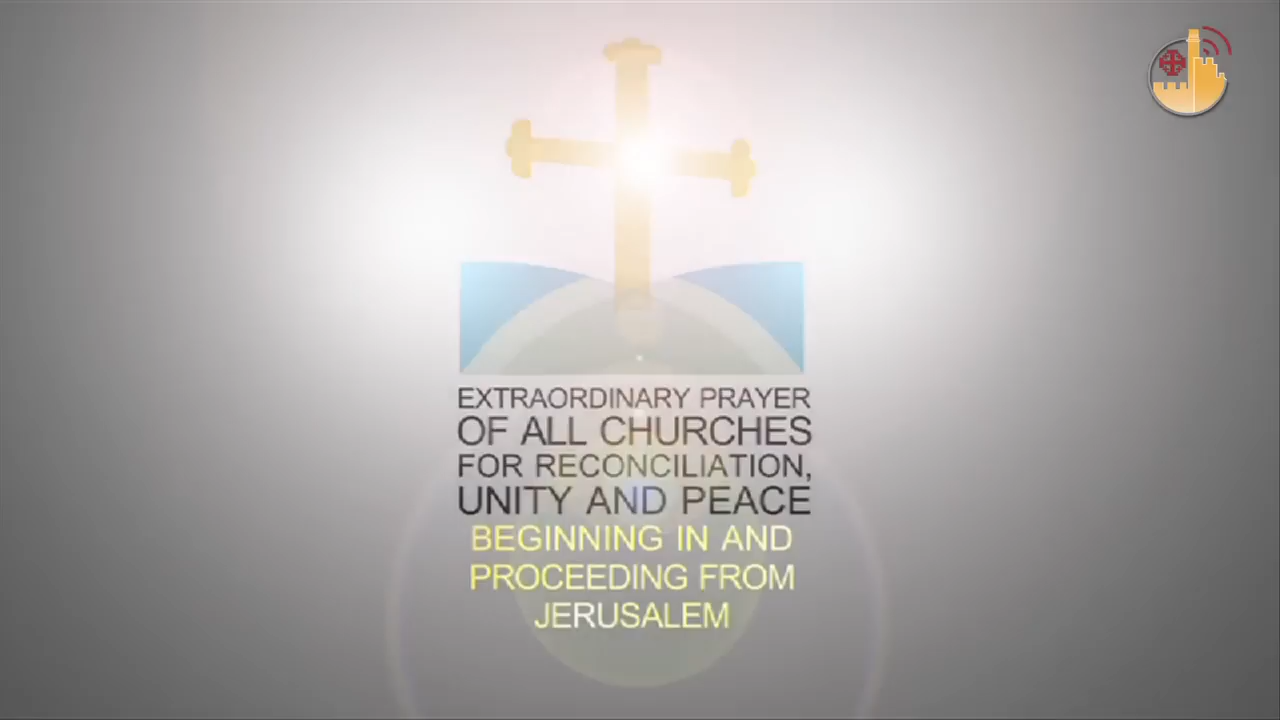 EXTRAORDINARY PRAYER
OF ALL CHURCHES
FOR RECONCILIATION,
UNITY AND PEACE
BEGINNING IN AND
PROCEEDING FROM
JERUSALEM